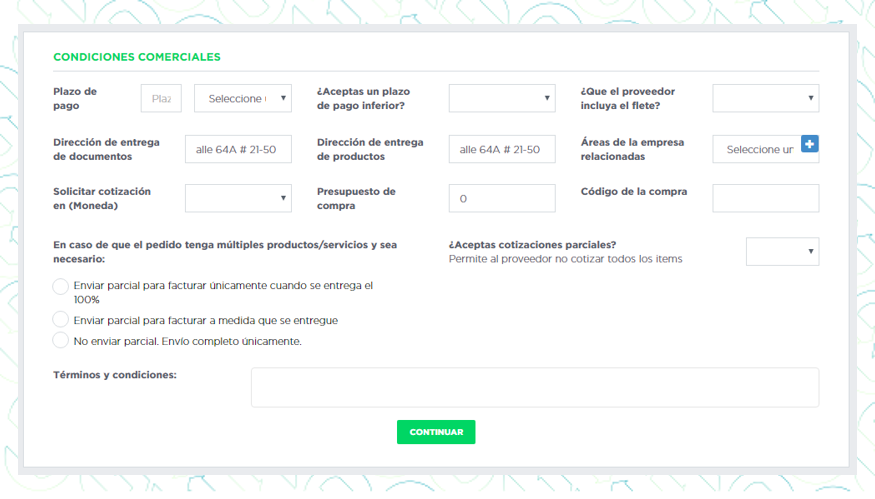 CONDICIONES COMERCIALES
Plazo de
pago
Plaz
Seleccione
¿Aceptas un plazo
de pago inferior?
¿Que el proveedor
incluya el flete?
Dirección de entrega
de documentos
alle 64A # 21-50
Dirección de entrega
de productos
alle 64A # 21-50
Áreas de la empresa
relacionadas
Seleccione un
Solicitar cotización
en (Moneda)
Presupuesto de
compra
0
Código de la compra
En caso de que el pedido tenga múltiples productos/servicios y sea
necesario:
Enviar parcial para facturar únicamente cuando se entrega el
100%
Enviar parcial para facturar a medida que se entregue
No enviar parcial. Envío completo únicamente.
¿Aceptas cotizaciones parciales?
Permite al proveedor no cotizar todos los items
Términos y condiciones:
CONTINUAR